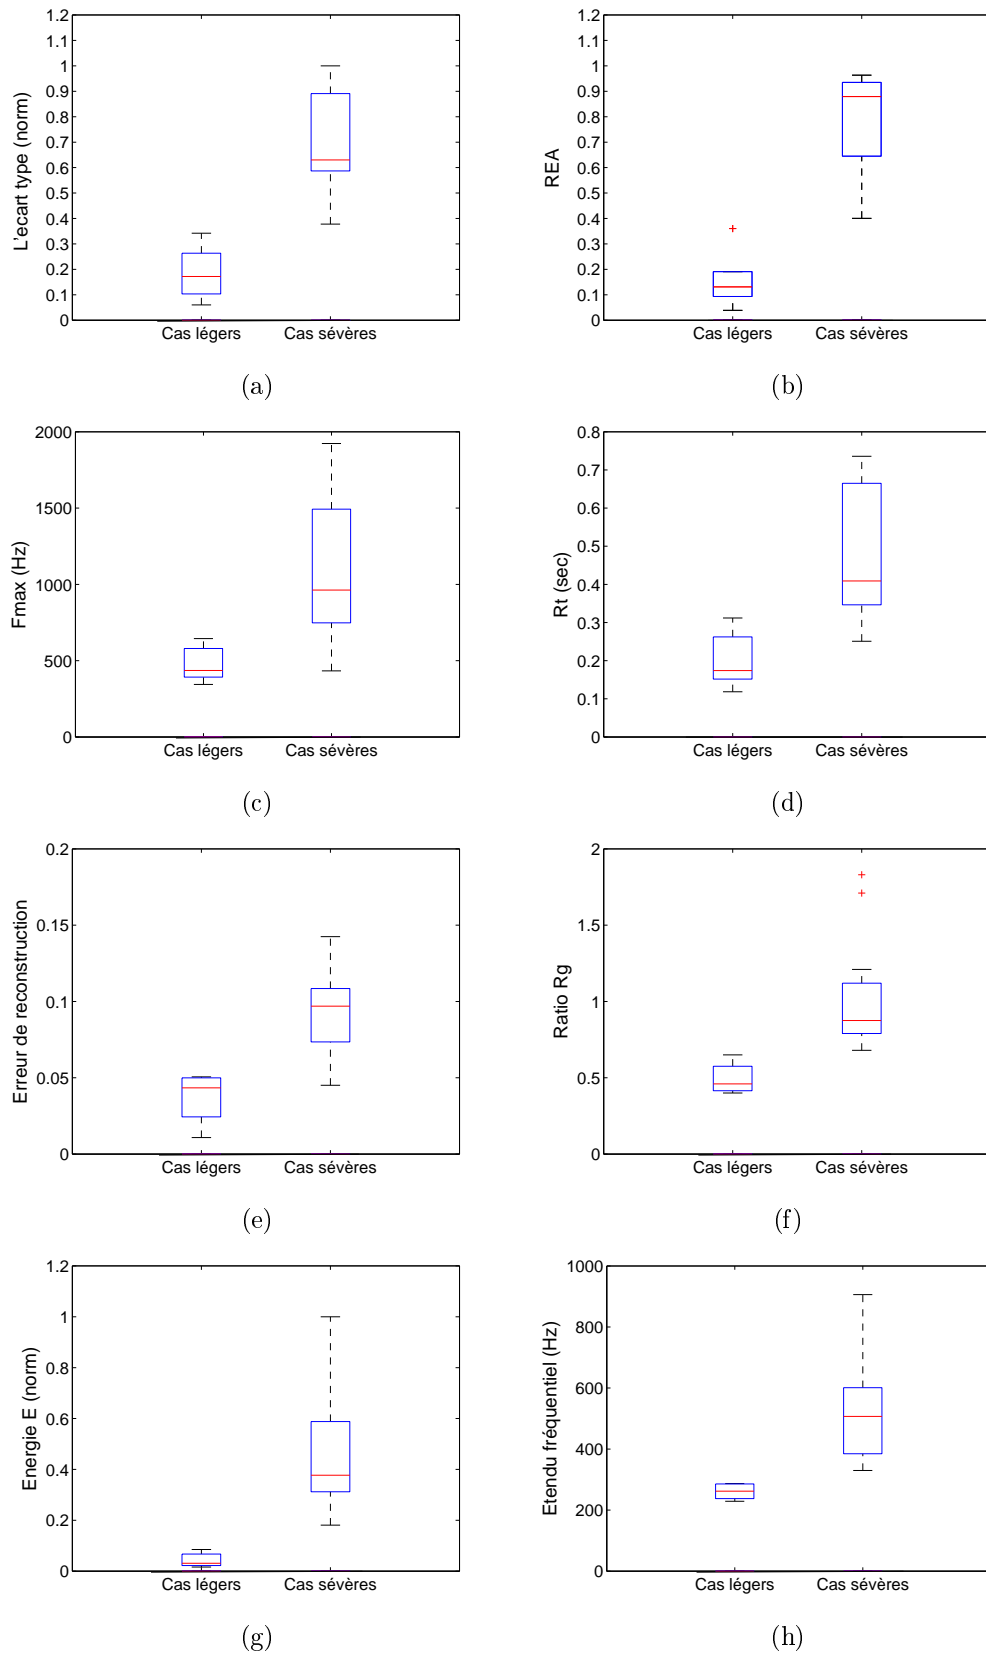 1.2
1.1
1
0.9
0.8
0.7
0.6
0.5
0.4
0.3
0.2
0.1
0
L'ecart type (norm)
Cas légers Cas sévères
(a)
1.2
1.1
1
0.9
0.8
0.7
0.6
0.5
0.4
0.3
0.2
0.1
0
REA
Cas légers Cas sévères
(b)
2000
1500
1000
500
0
Fmax (Hz)
Cas légers Cas sévères
(c)
0.8
0.7
0.6
0.5
0.4
0.3
0.2
0.1
0
Rt (sec)
Cas légers Cas sévères
(d)
0.2
0.15
0.1
0.05
0
Erreur de reconstruction
Cas légers Cas sévères
(e)
2
1.5
1
0.5
0
Ratio Rg
Cas légers Cas sévères
(f)
1.2
1
0.8
0.6
0.4
0.2
0
Energie E (norm)
Cas légers Cas sévères
(g)
1000
800
600
400
200
0
Etendu fréquentiel (Hz)
Cas légers Cas sévères
(h)